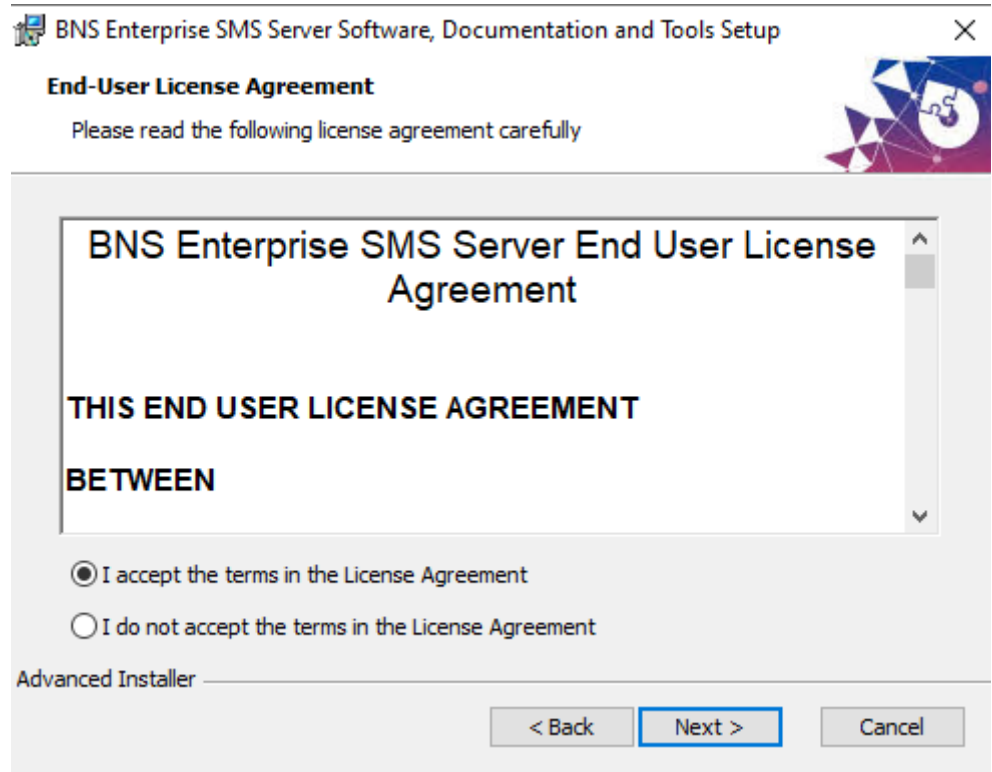 BNS Enterprise SMS Server Software, Documentation and Tools Setup
End-User License Agreement
Please read the following license agreement carefully
BNS Enterprise SMS Server End User License
Agreement
THIS END USER LICENSE AGREEMENT
BETWEEN
I accept the terms in the License Agreement
I do not accept the terms in the License Agreement
Advanced Installer
< Back
Next >
Cancel